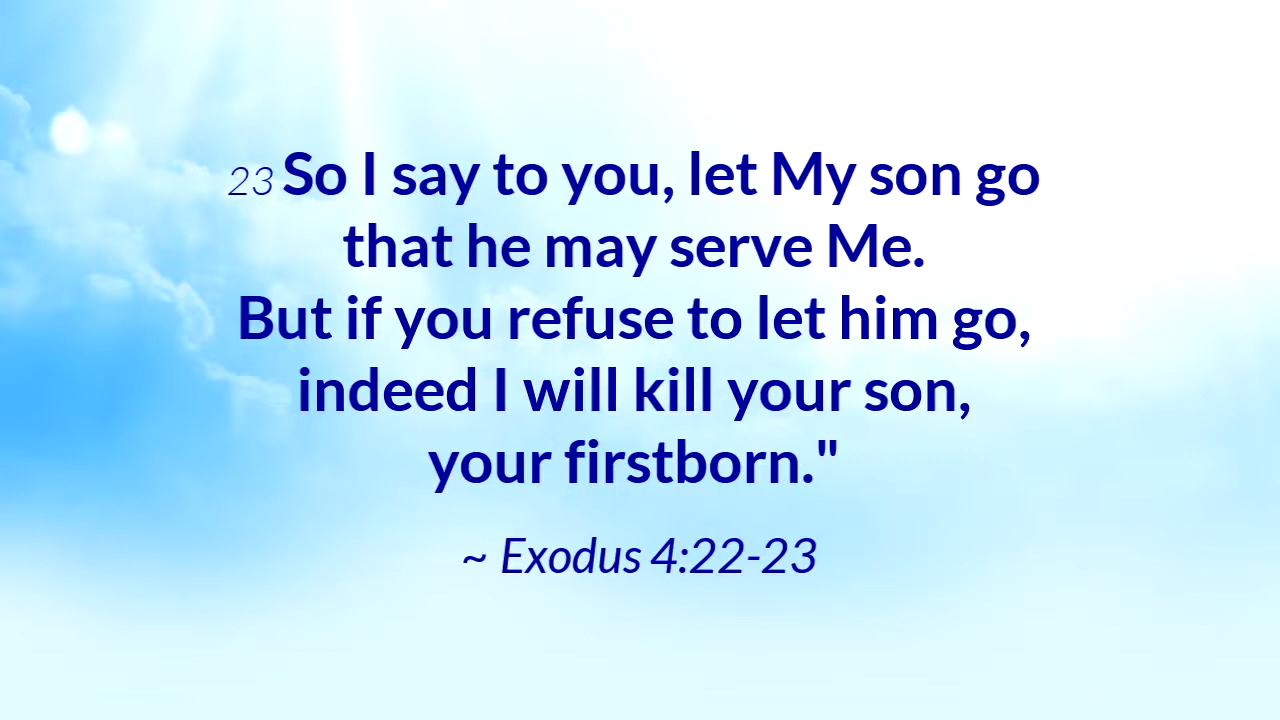 23 So I say to you, let My son go
that he may serve Me.
But if you refuse to let him go,
indeed I will kill your son,
your firstborn."
~ Exodus 4:22-23